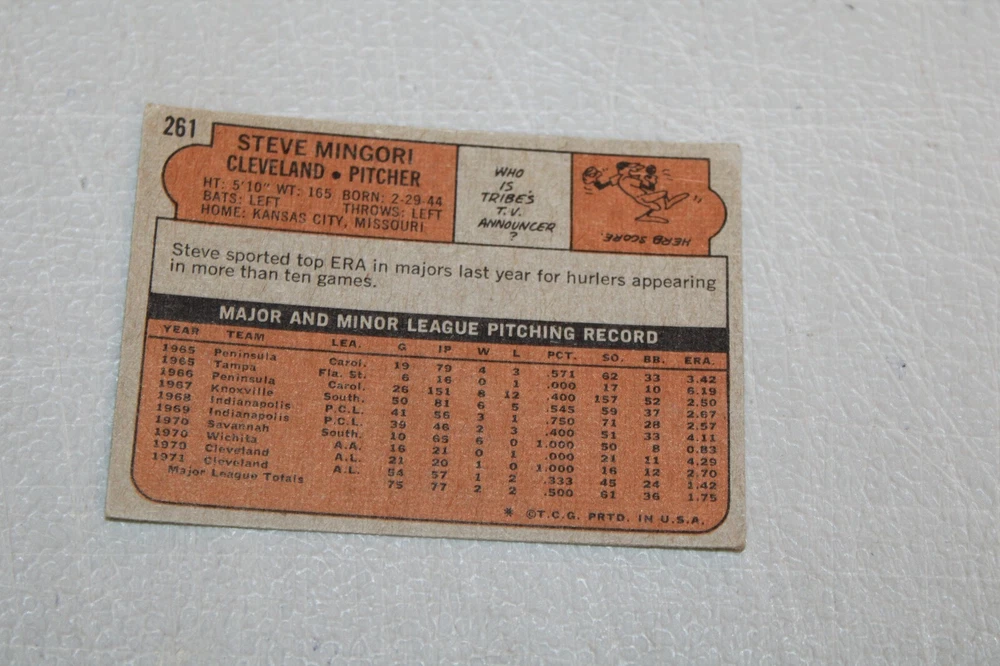 261
STEVE MINGORI
CLEVELAND • PITCHER
HT: 5'10" WT: 165 BORN: 2-29-44
BATS: LEFT THROWS: LEFT
HOME: KANSAS CITY, MISSOURI
WHO
IS
TRIBE'S
T.V.
ANNOUNCER
?
HERB SCORE.
Steve sported top ERA in majors last year for hurlers appearing
in more than ten games.
MAJOR AND MINOR LEAGUE PITCHING RECORD
YEAR TEAM LEA. G IP W L PCT. SO. BB. ERA.
1965 Peninsula Carol. 19 79 4 3 .571 62 33 3.42
1965 Tampa Fla. St. 6 16 0 1 .000 17 10 6.19
1966 Peninsula Carol. 26 151 8 12 .400 157 52 2.50
1967 Knoxville South. 50 81 6 5 .545 59 37 2.67
1968 Indianapolis P.C.L. 41 56 3 1 .750 71 28 2.57
1969 Indianapolis P.C.L. 39 46 2 3 .400 51 33 4.11
1970 Savannah South. 10 65 6 0 1.000 50 8 0.83
1970 Wichita A.A. 16 21 0 1 .000 21 11 4.29
1970 Cleveland A.L. 21 20 1 0 1.000 16 12 2.70
1971 Cleveland A.L. 54 57 1 2 .333 45 24 1.42
Major League Totals 75 77 2 2 .500 61 36 1.75
* ©T.C.G. PRTD. IN U.S.A.